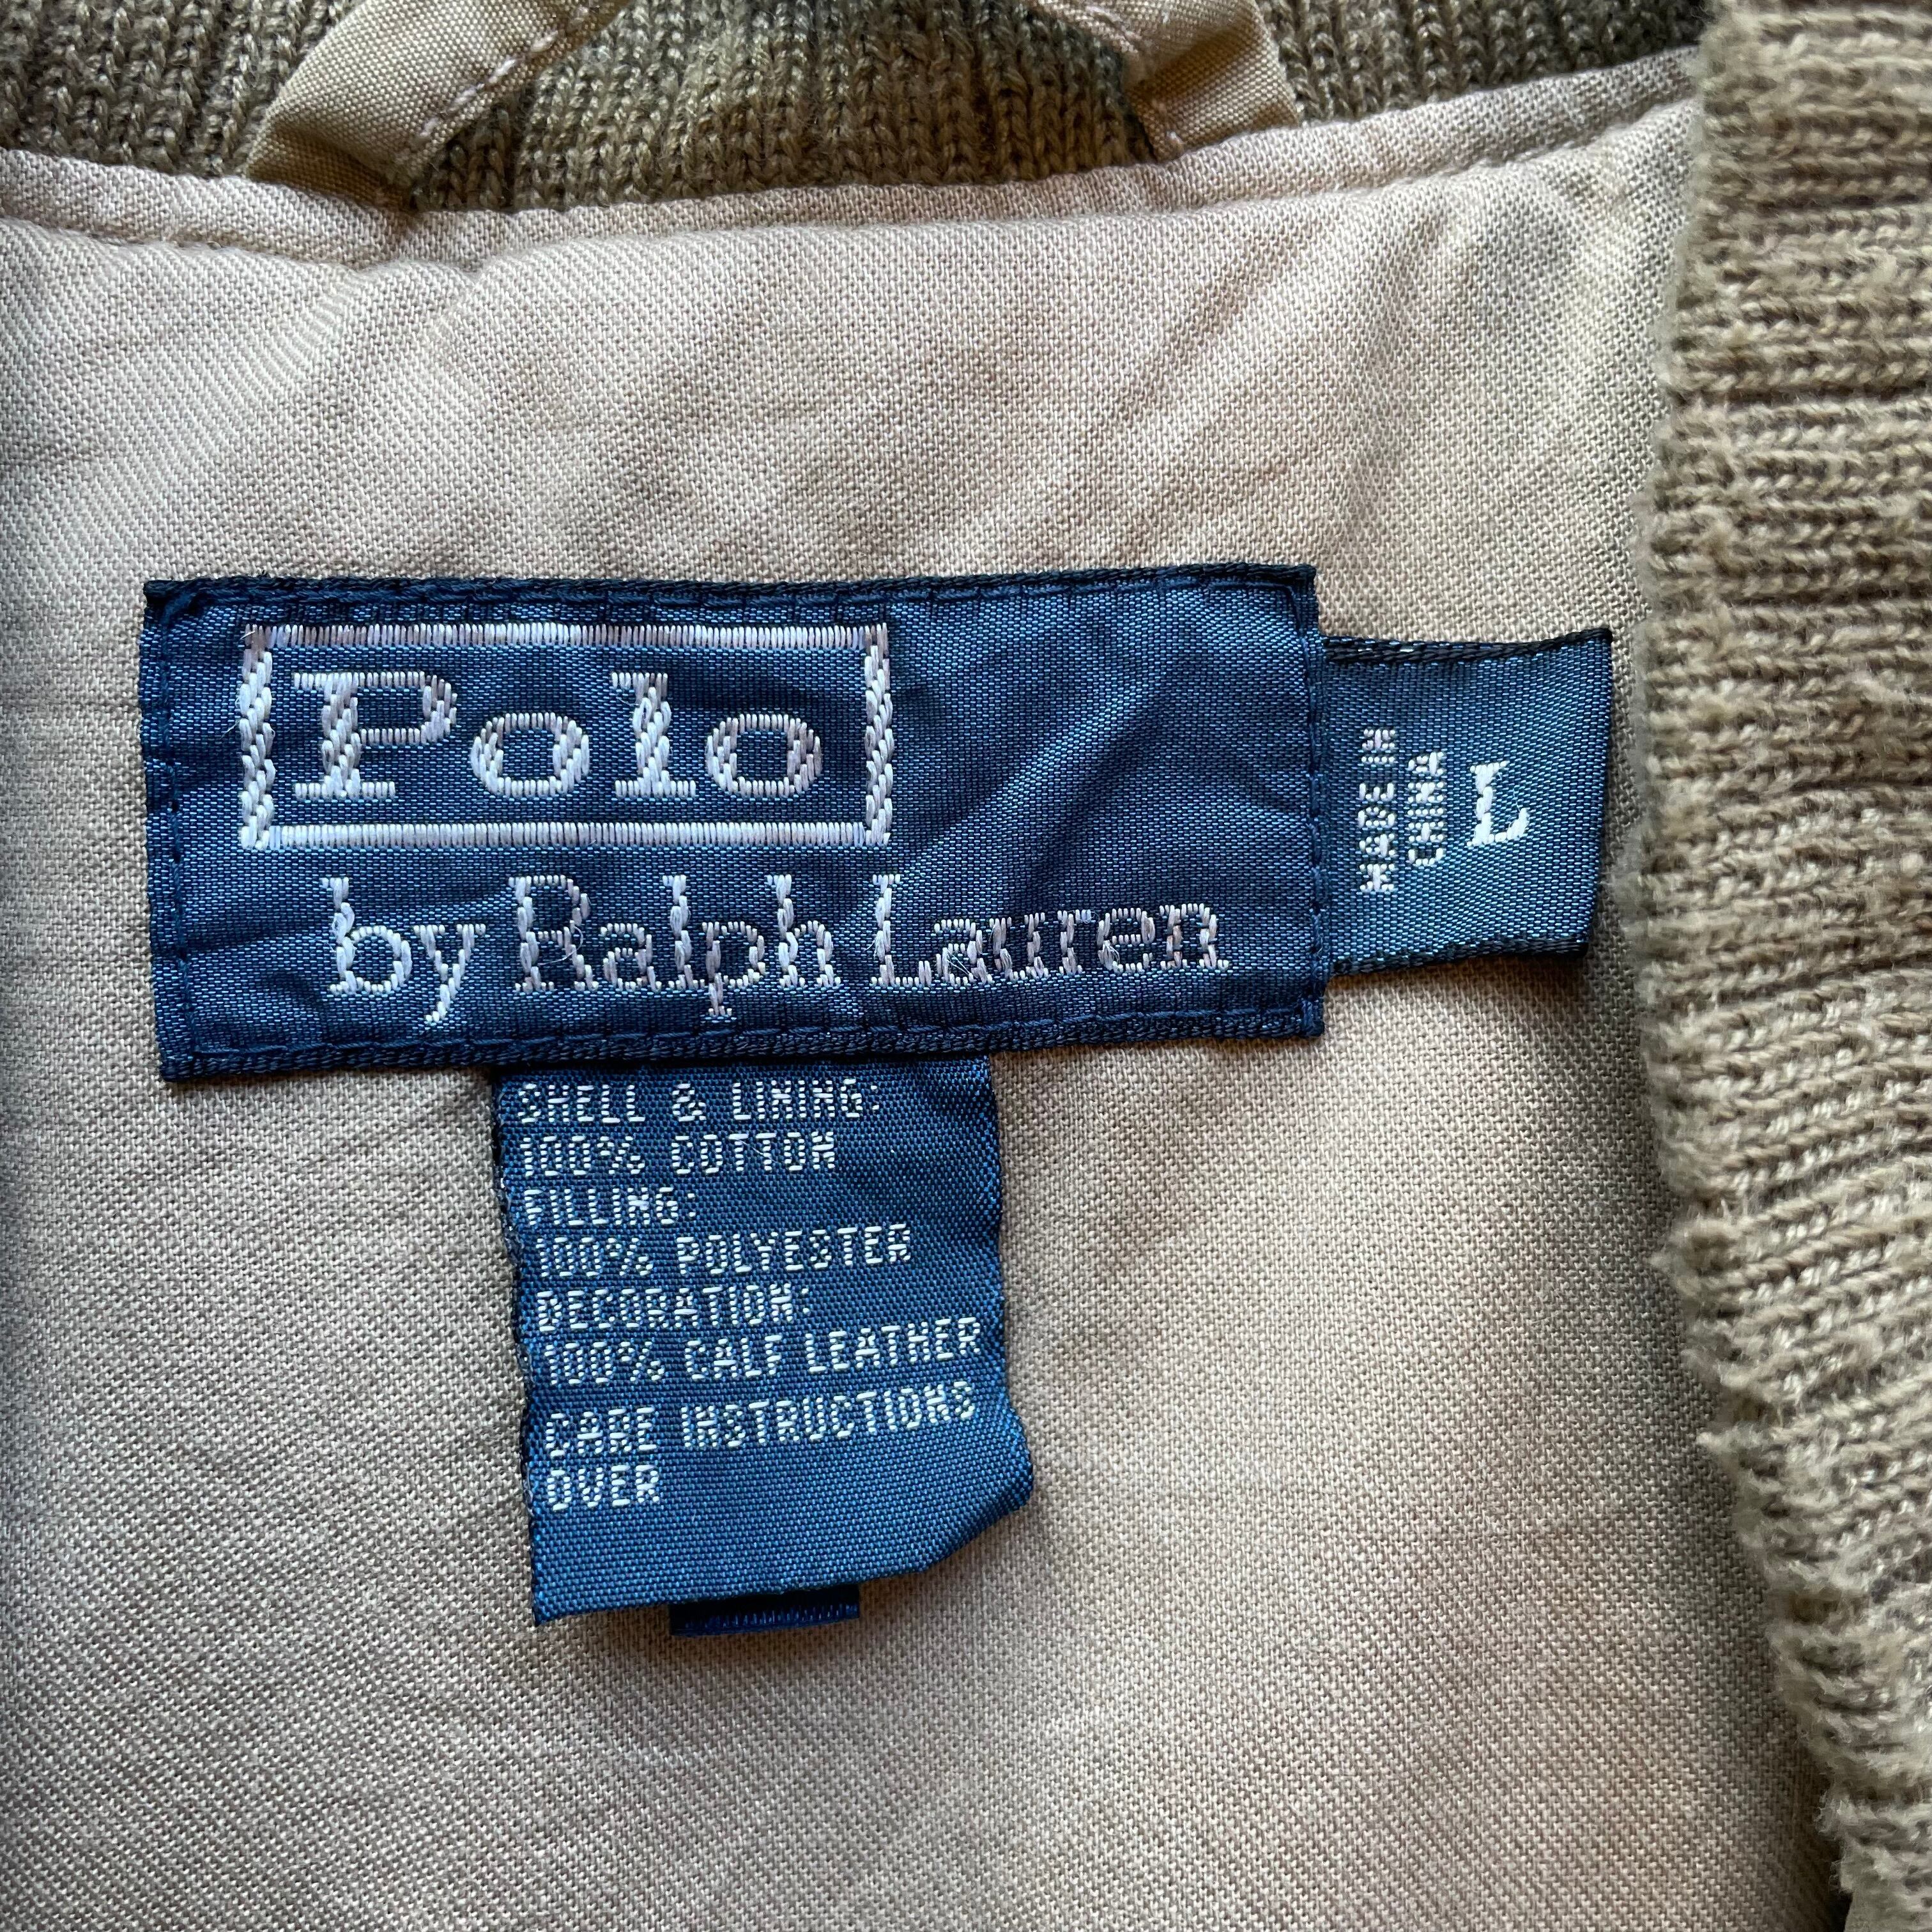 Polo
by Ralph Lauren
MADE IN
CHINA
L
SHELL & LINING:
100% COTTON
FILLING:
100% POLYESTER
DECORATION:
100% CALF LEATHER
CARE INSTRUCTIONS
OVER